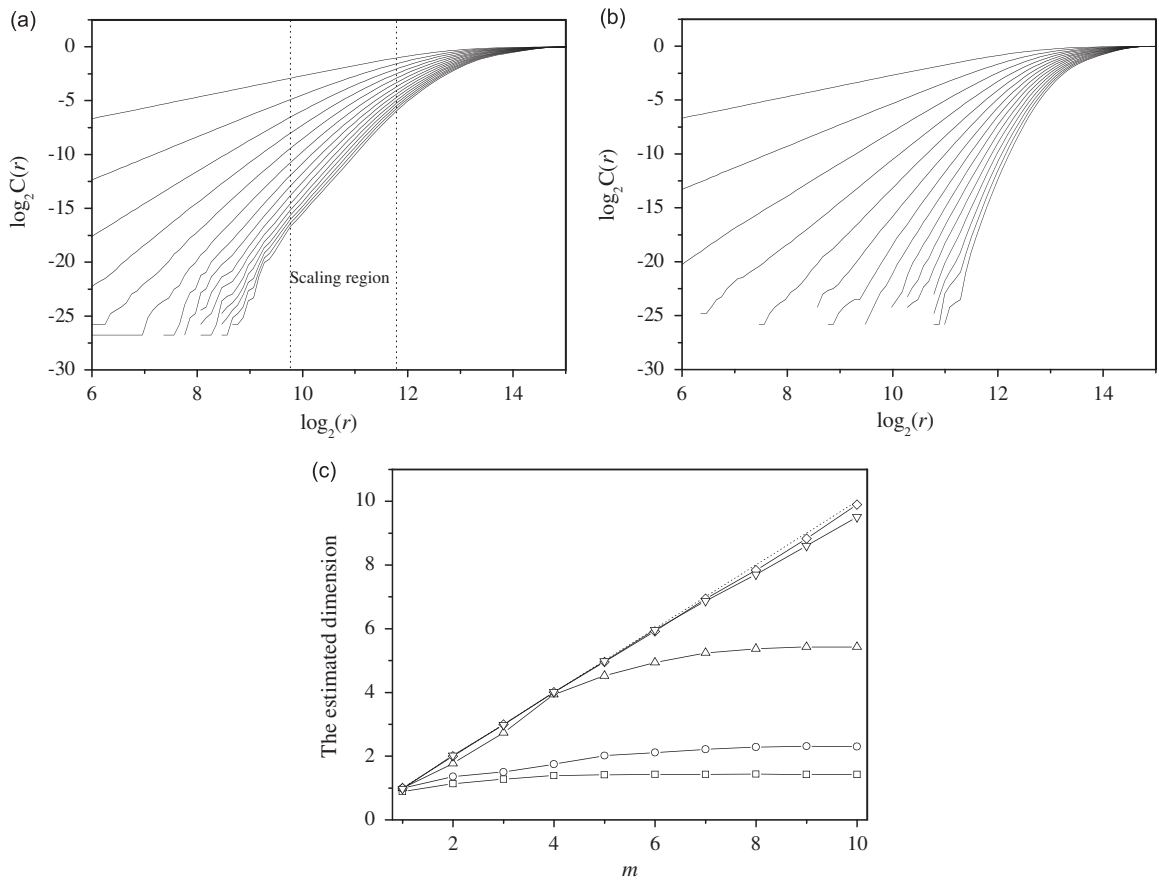 (a)
0
-5
-10
-15
-20
-25
-30
log2C(r)
Scaling region
6 8 10 12 14
log2(r)
(b)
0
-5
-10
-15
-20
-25
-30
log2C(r)
6 8 10 12 14
log2(r)
(c)
10
8
6
4
2
0
The estimated dimension
2 4 6 8 10
m